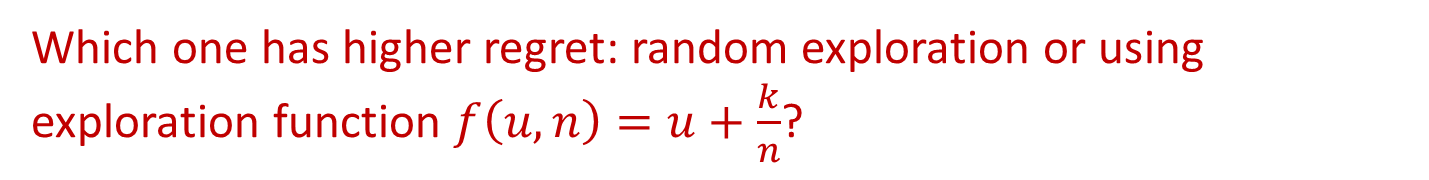 Which one has higher regret: random exploration or using
exploration function f(u, n) = u + k/n?